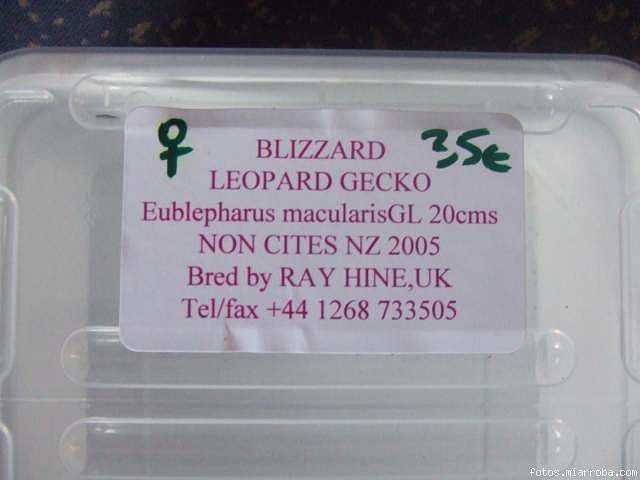 ♀ BLIZZARD 35€
LEOPARD GECKO
Eublepharus macularisGL 20cms
NON CITES NZ 2005
Bred by RAY HINE,UK
Tel/fax +44 1268 733505
fotos.miarroba.com